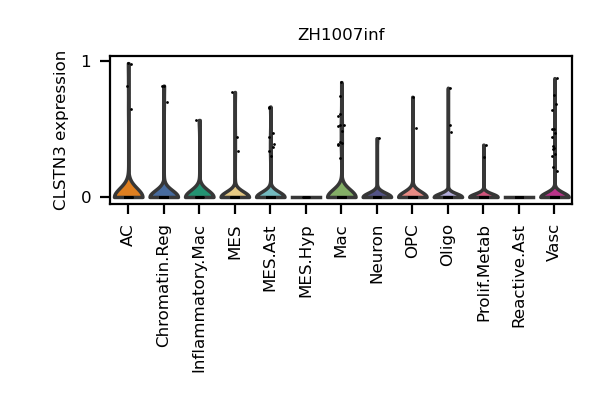 ZH1007inf
CLSTN3 expression
1
0
AC
Chromatin.Reg
Inflammatory.Mac
MES
MES.Ast
MES.Hyp
Mac
Neuron
OPC
Oligo
Prolif.Metab
Reactive.Ast
Vasc